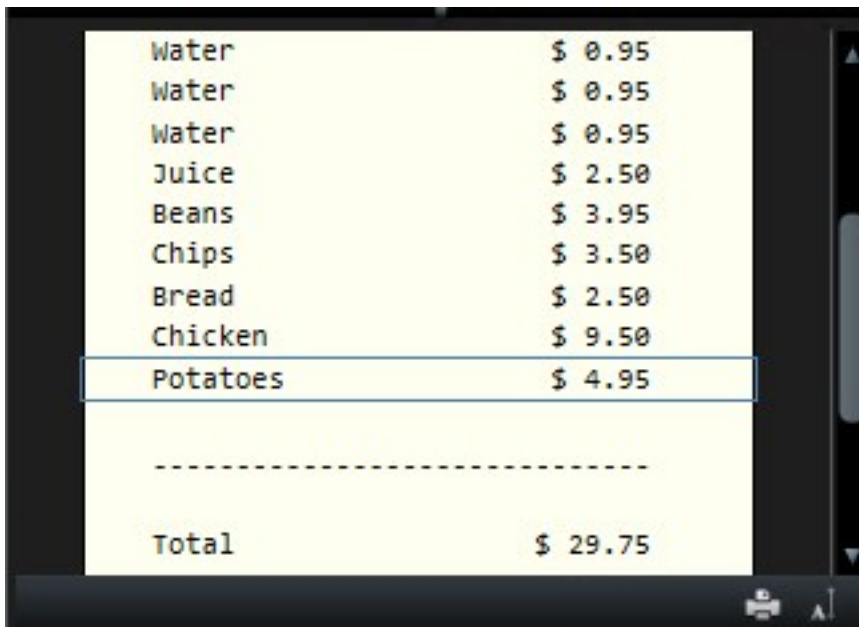 Water $ 0.95
Water $ 0.95
Water $ 0.95
Juice $ 2.50
Beans $ 3.95
Chips $ 3.50
Bread $ 2.50
Chicken $ 9.50
Potatoes $ 4.95
-------------------------------
Total $ 29.75
A